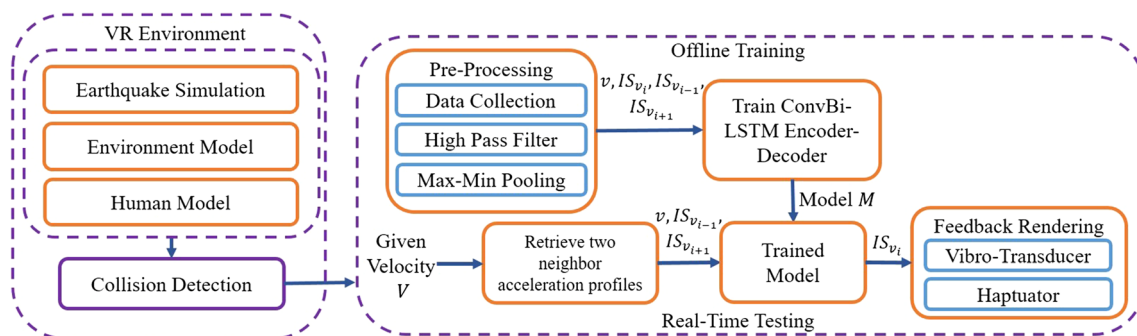 VR Environment
Earthquake Simulation
Environment Model
Human Model
Collision Detection
Offline Training
Pre-Processing
Data Collection
High Pass Filter
Max-Min Pooling
v, IS_{v_i}, IS_{v_{i-1}},
IS_{v_{i+1}}
Train ConvBi-
LSTM Encoder-
Decoder
Model M
Given
Velocity
V
Retrieve two
neighbor
acceleration profiles
v, IS_{v_{i-1}},
IS_{v_{i+1}}
Trained
Model
IS_{v_i}
Feedback Rendering
Vibro-Transducer
Haptuator
Real-Time Testing